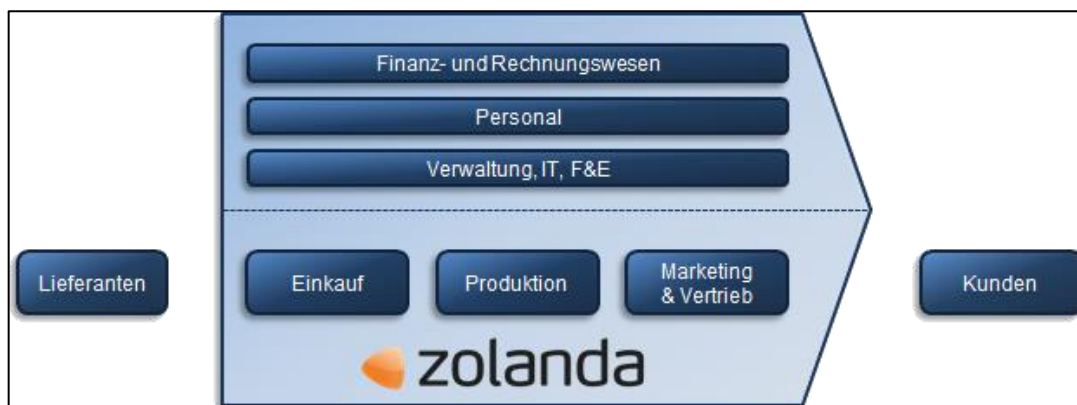 Finanz- und Rechnungswesen
Personal
Verwaltung, IT, F&E
Lieferanten
Einkauf
Produktion
Marketing
& Vertrieb
Kunden
zolanda